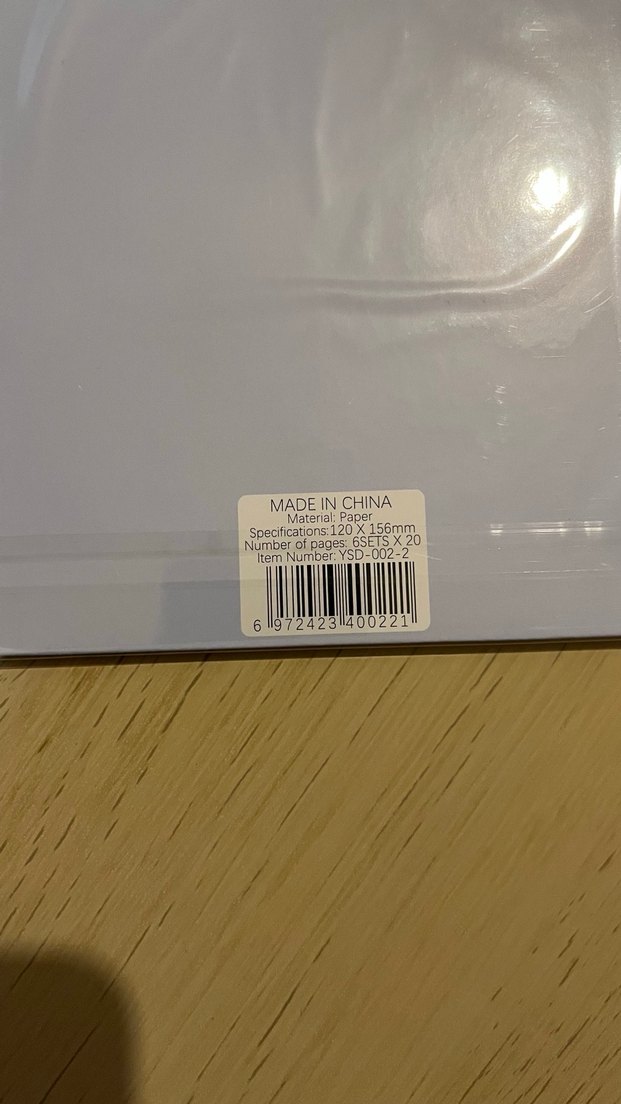 MADE IN CHINA
Material: Paper
Specifications:120 X 156mm
Number of pages: 6SETS X 20
Item Number: YSD-002-2
6 972423 400221